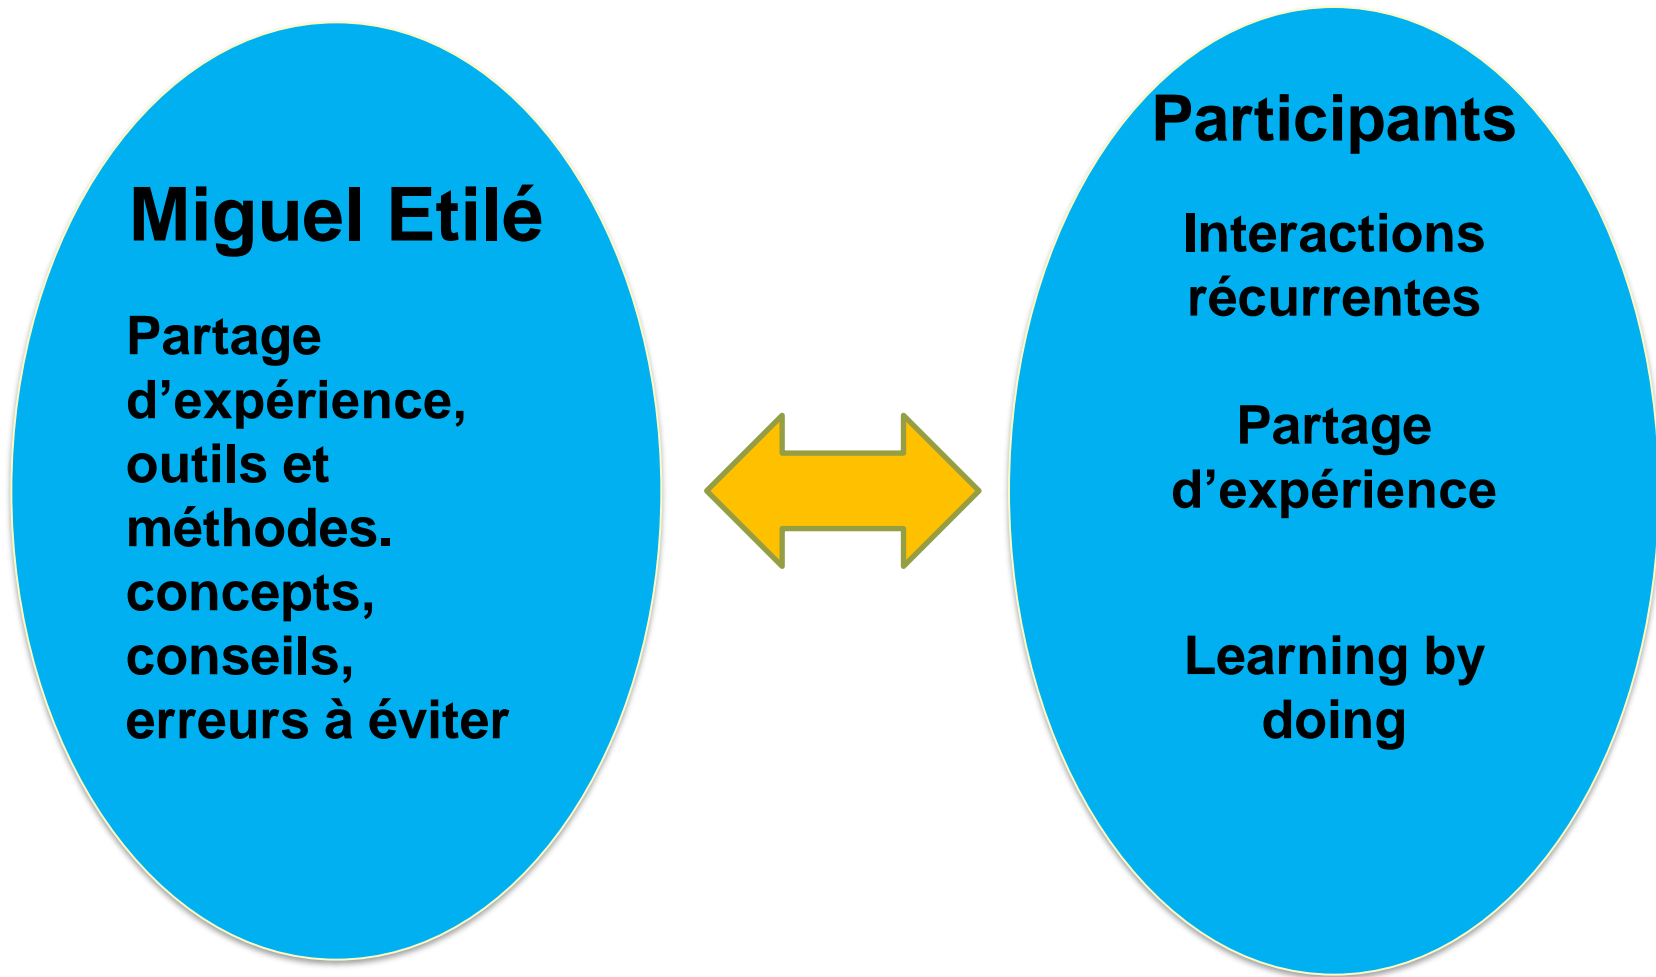 Miguel Etilé
Partage
d’expérience,
outils et
méthodes.
concepts,
conseils,
erreurs à éviter
Participants
Interactions
récurrentes
Partage
d’expérience
Learning by
doing